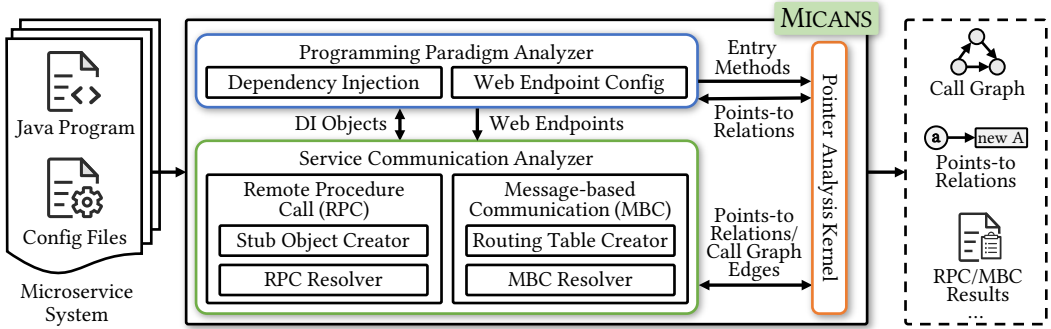 MICANS
Java Program
Config Files
Microservice
System
Programming Paradigm Analyzer
Dependency Injection
Web Endpoint Config
DI Objects
Web Endpoints
Service Communication Analyzer
Remote Procedure
Call (RPC)
Stub Object Creator
RPC Resolver
Message-based
Communication (MBC)
Routing Table Creator
MBC Resolver
Entry
Methods
Points-to
Relations
Points-to
Relations/
Call Graph
Edges
Pointer Analysis Kernel
Call Graph
a
new A
Points-to
Relations
RPC/MBC
Results
...